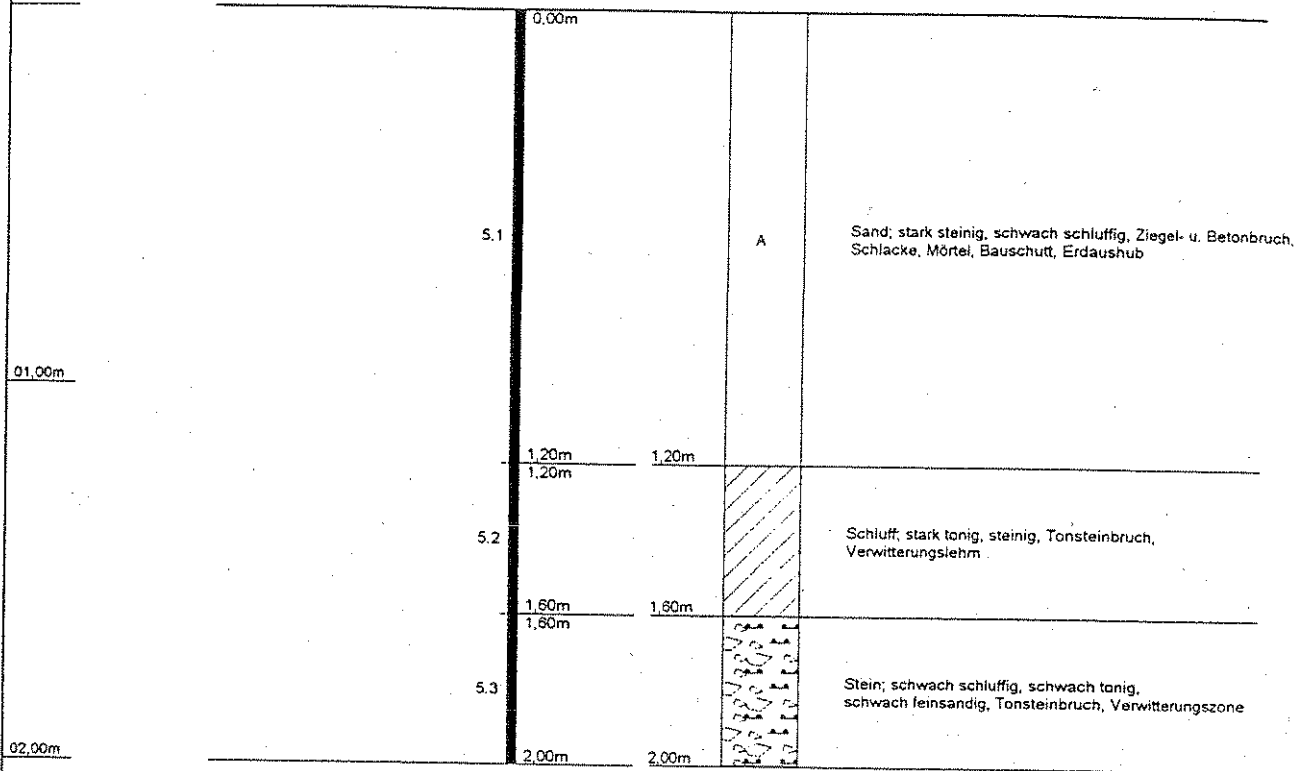 0,00m
5.1
A
Sand; stark steinig, schwach schluffig, Ziegel- u. Betonbruch,
Schlacke, Mörtel, Bauschutt, Erdaushub
01,00m
1,20m 1,20m
1,20m
5.2
Schluff; stark tonig, steinig, Tonsteinbruch,
Verwitterungslehm
1,60m 1,60m
1,60m
5.3
Stein; schwach schluffig, schwach tonig,
schwach feinsandig, Tonsteinbruch, Verwitterungszone
02,00m 2,00m 2,00m